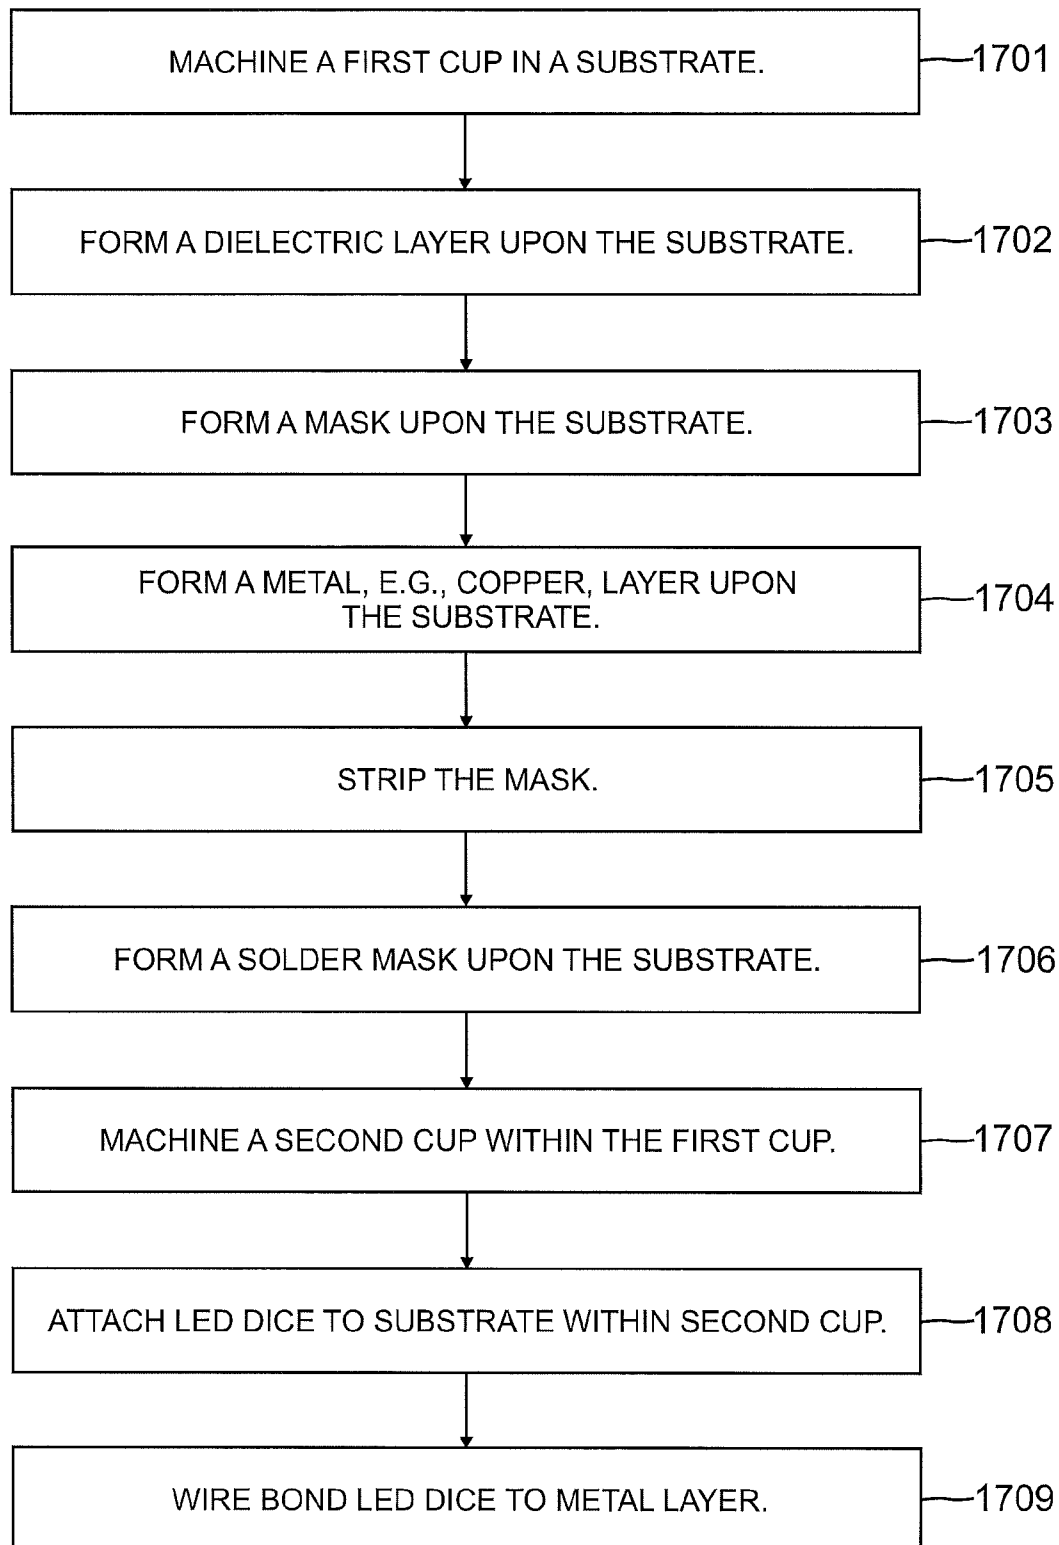 MACHINE A FIRST CUP IN A SUBSTRATE.
1701
FORM A DIELECTRIC LAYER UPON THE SUBSTRATE.
1702
FORM A MASK UPON THE SUBSTRATE.
1703
FORM A METAL, E.G., COPPER, LAYER UPON
THE SUBSTRATE.
1704
STRIP THE MASK.
1705
FORM A SOLDER MASK UPON THE SUBSTRATE.
1706
MACHINE A SECOND CUP WITHIN THE FIRST CUP.
1707
ATTACH LED DICE TO SUBSTRATE WITHIN SECOND CUP.
1708
WIRE BOND LED DICE TO METAL LAYER.
1709